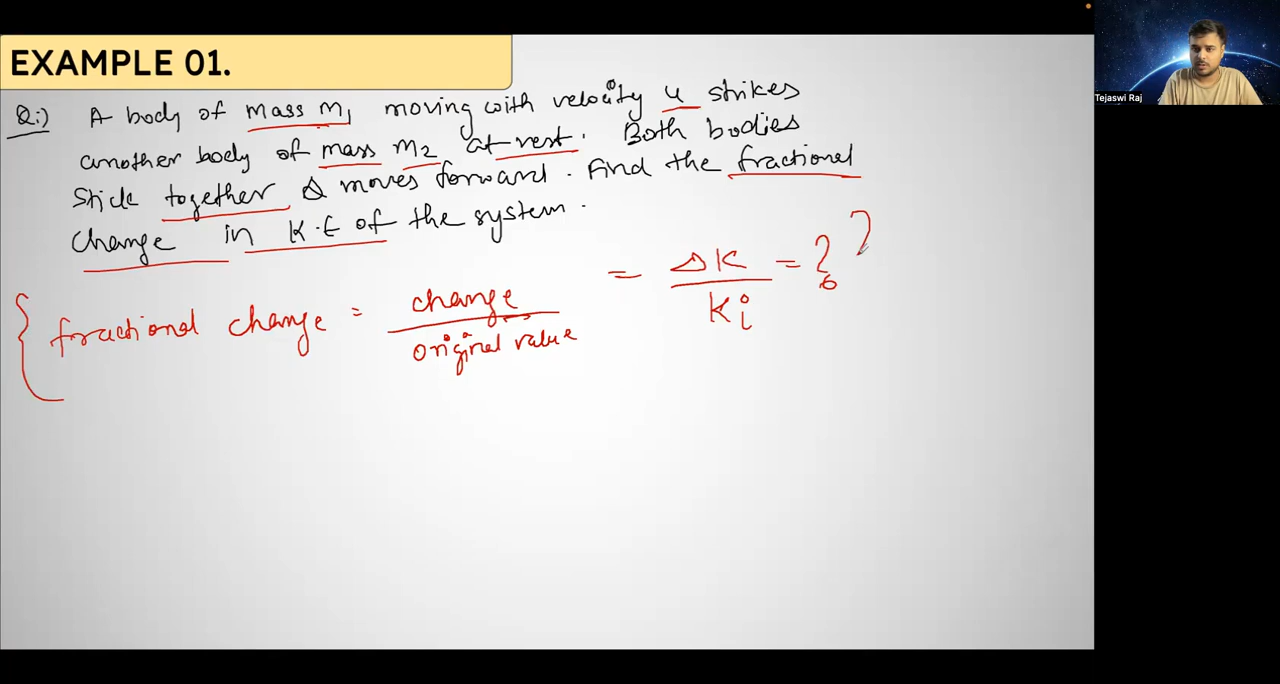 EXAMPLE 01.
Q:) A body of mass m1 moving with velocity u strikes
another body of mass m2 at rest. Both bodies
stick together & moves forward. Find the fractional
change in K.E of the system.
fractional change = change / original value = ΔK / Ki = ? ?
Tejaswi Raj